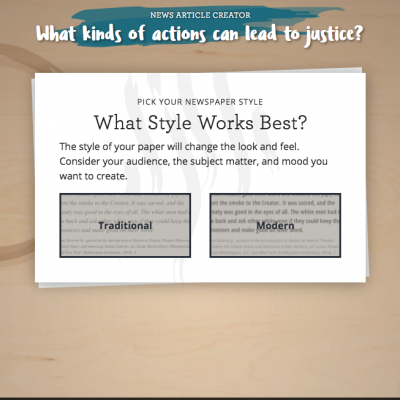 NEWS ARTICLE CREATOR
What kinds of actions can lead to justice?
PICK YOUR NEWSPAPER STYLE
What Style Works Best?
The style of your paper will change the look and feel.
Consider your audience, the subject matter, and mood you
want to create.
Traditional
Modern